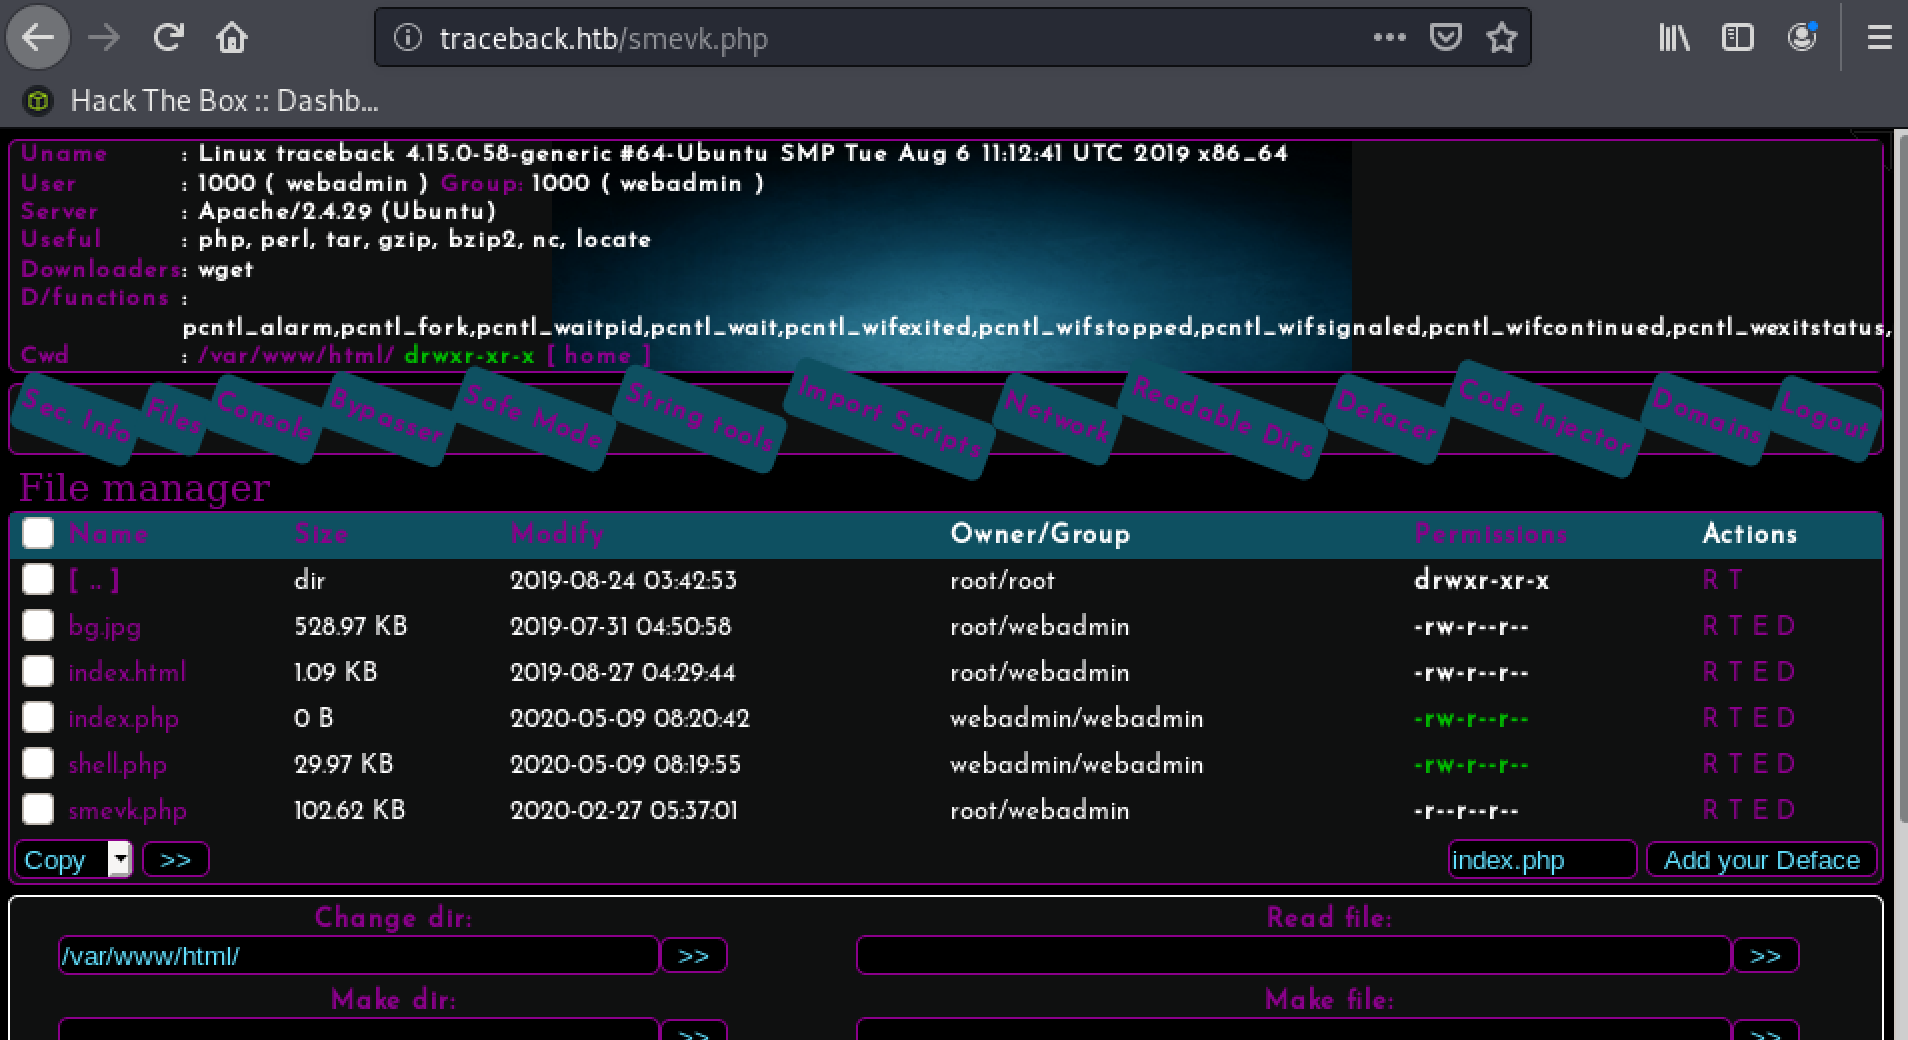 traceback.htb/smevk.php
Hack The Box :: Dashb...
Uname : Linux traceback 4.15.0-58-generic #64-Ubuntu SMP Tue Aug 6 11:12:41 UTC 2019 x86_64
User : 1000 ( webadmin ) Group: 1000 ( webadmin )
Server : Apache/2.4.29 (Ubuntu)
Useful : php, perl, tar, gzip, bzip2, nc, locate
Downloaders: wget
D/functions :
pcntl_alarm,pcntl_fork,pcntl_waitpid,pcntl_wait,pcntl_wifexited,pcntl_wifstopped,pcntl_wifsignaled,pcntl_wifcontinued,pcntl_wexitstatus,
Cwd : /var/www/html/ drwxr-xr-x [ home ]
Sec. Info Files Console Bypasser Safe Mode String tools Import Scripts Network Readable Dirs Defacer Code Injector Domains Logout
File manager
Name Size Modify Owner/Group Permissions Actions
[ .. ] dir 2019-08-24 03:42:53 root/root drwxr-xr-x R T
bg.jpg 528.97 KB 2019-07-31 04:50:58 root/webadmin -rw-r--r-- R T E D
index.html 1.09 KB 2019-08-27 04:29:44 root/webadmin -rw-r--r-- R T E D
index.php 0 B 2020-05-09 08:20:42 webadmin/webadmin -rw-r--r-- R T E D
shell.php 29.97 KB 2020-05-09 08:19:55 webadmin/webadmin -rw-r--r-- R T E D
smevk.php 102.62 KB 2020-02-27 05:37:01 root/webadmin -r--r--r-- R T E D
Copy >> index.php Add your Deface
Change dir: Read file:
/var/www/html/ >> >>
Make dir: Make file:
>> >>